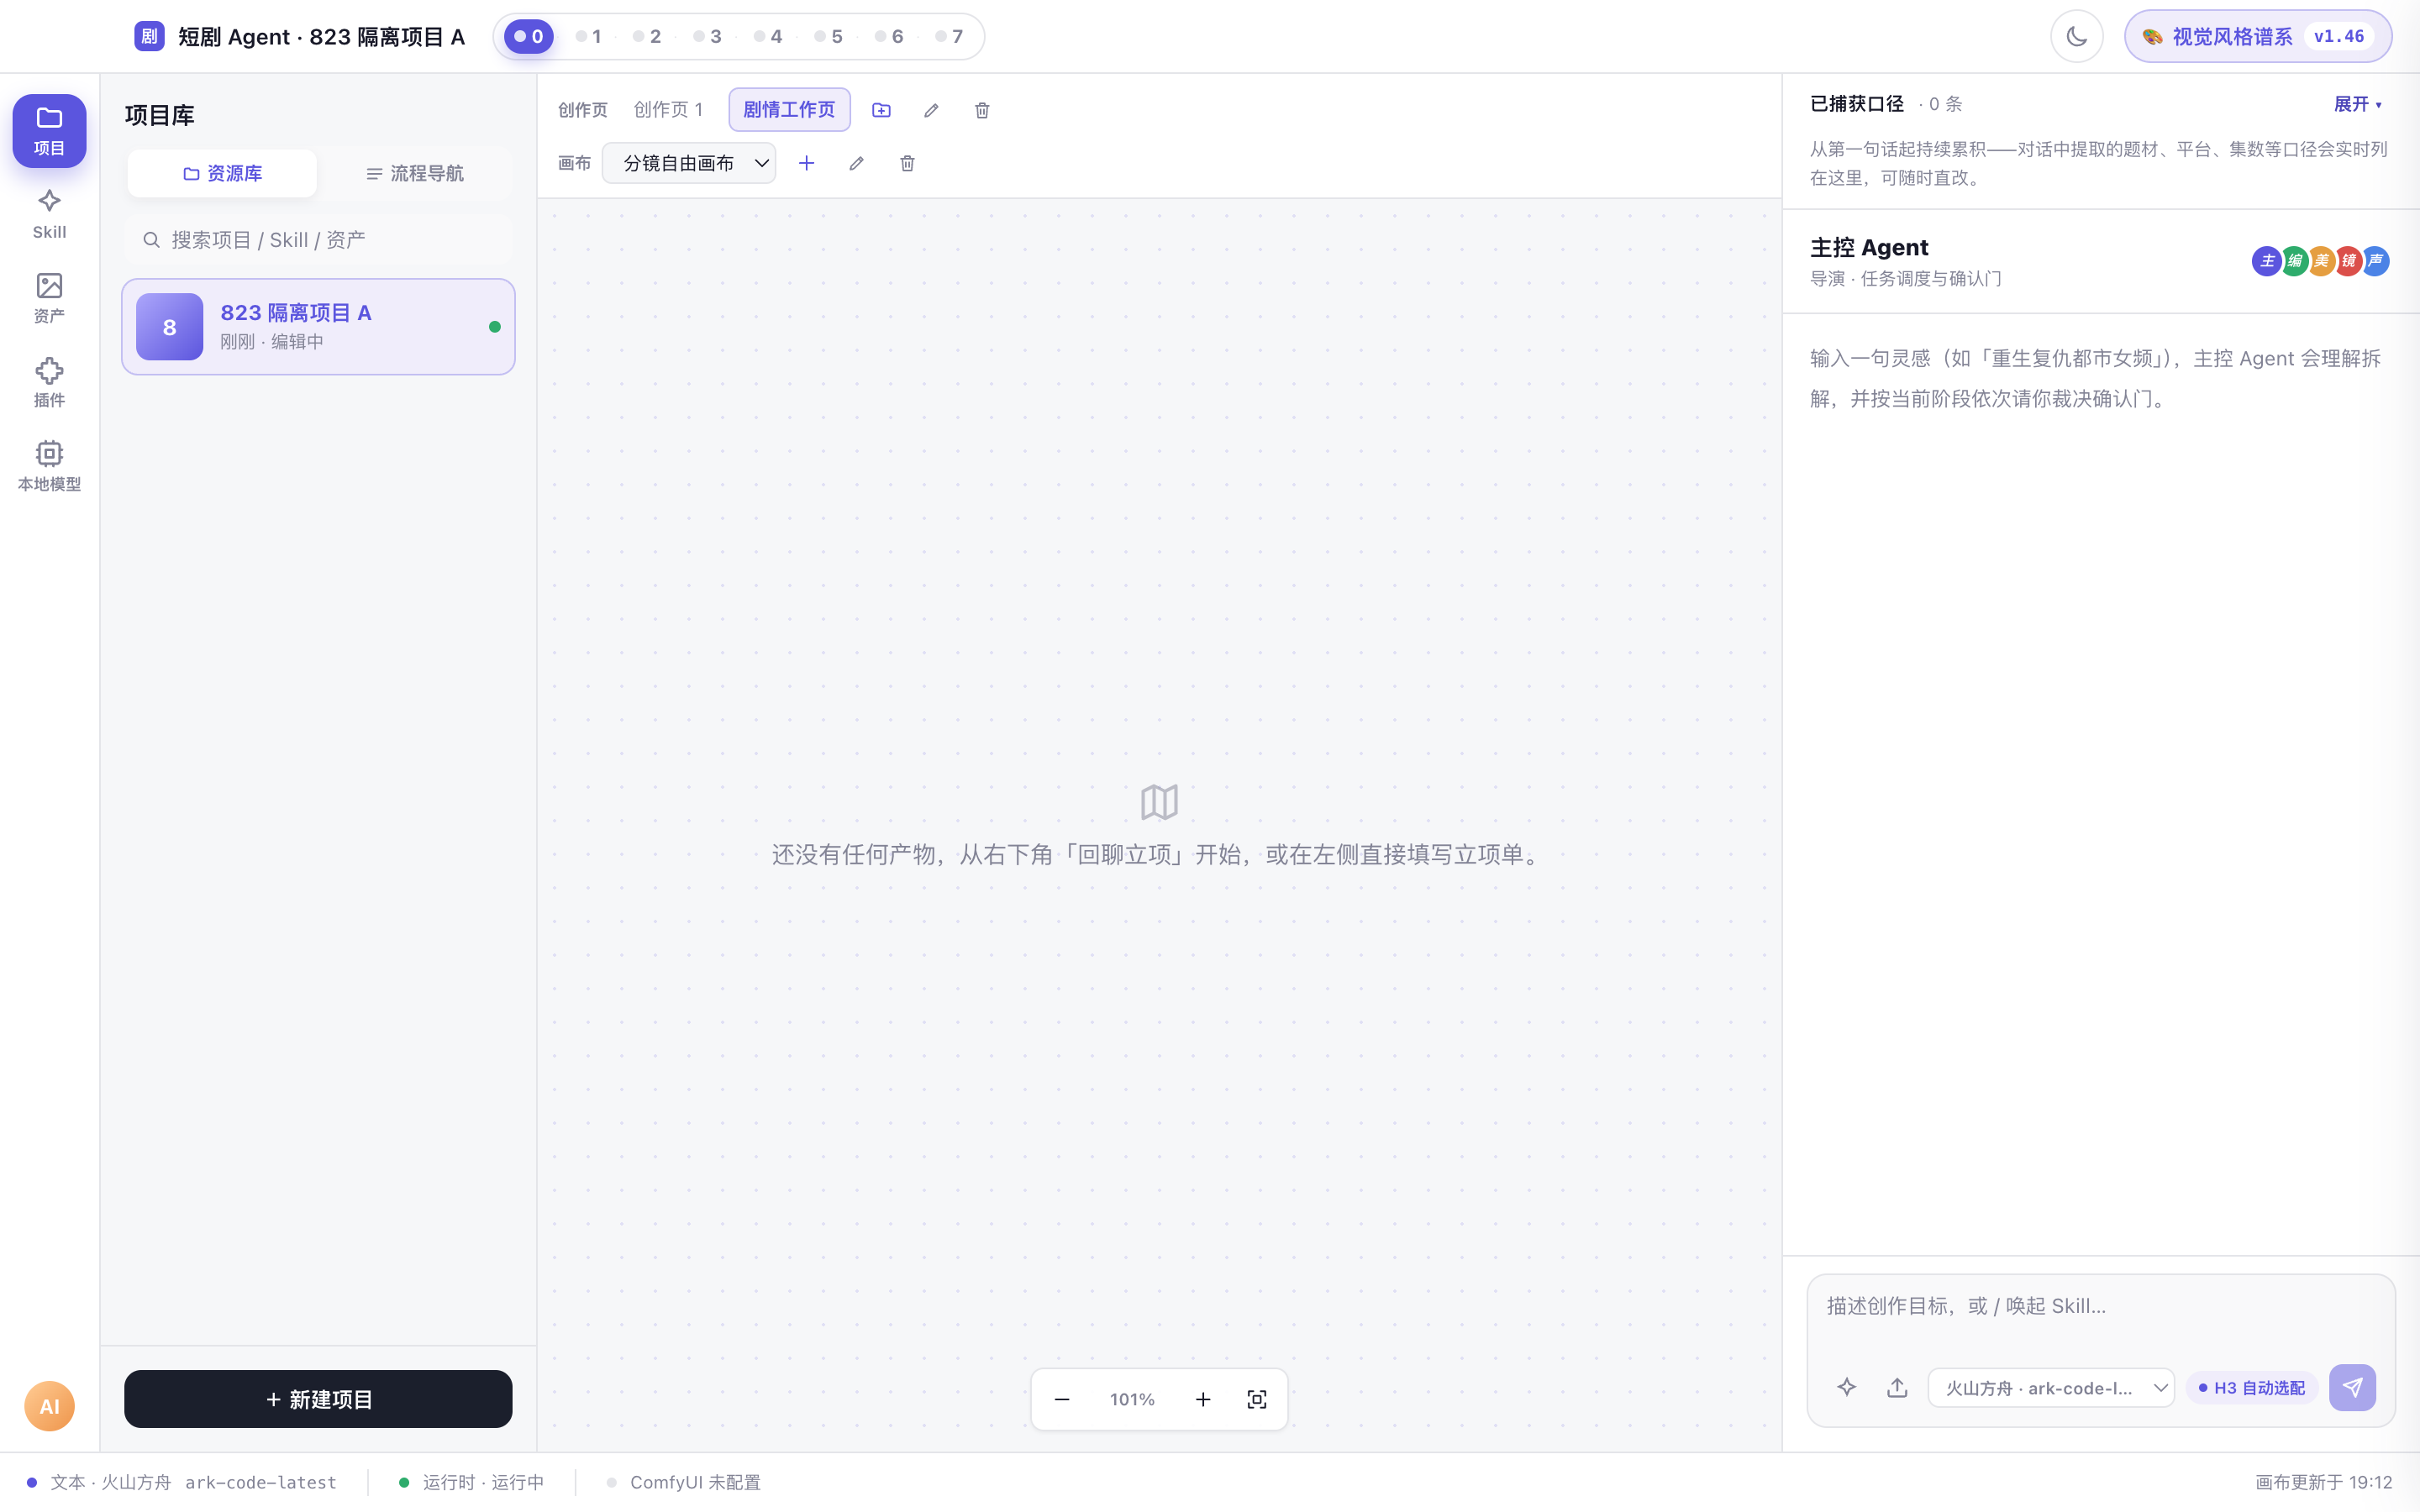 剧 短剧 Agent · 823 隔离项目 A
0 · 1 · 2 · 3 · 4 · 5 · 6 · 7
视觉风格谱系 v1.46
项目
Skill
资产
插件
本地模型
AI
项目库
资源库
流程导航
搜索项目 / Skill / 资产
8
823 隔离项目 A
刚刚 · 编辑中
+ 新建项目
创作页 创作页 1 剧情工作页
画布 分镜自由画布
还没有任何产物，从右下角「回聊立项」开始，或在左侧直接填写立项单。
101%
已捕获口径 · 0 条 展开
从第一句话起持续累积——对话中提取的题材、平台、集数等口径会实时列
在这里，可随时直改。
主控 Agent
导演 · 任务调度与确认门
主 编 美 镜 声
输入一句灵感（如「重生复仇都市女频」），主控 Agent 会理解拆
解，并按当前阶段依次请你裁决确认门。
描述创作目标，或 / 唤起 Skill...
火山方舟 · ark-code-l...
H3 自动选配
文本 · 火山方舟 ark-code-latest
运行时 · 运行中
ComfyUI 未配置
画布更新于 19:12